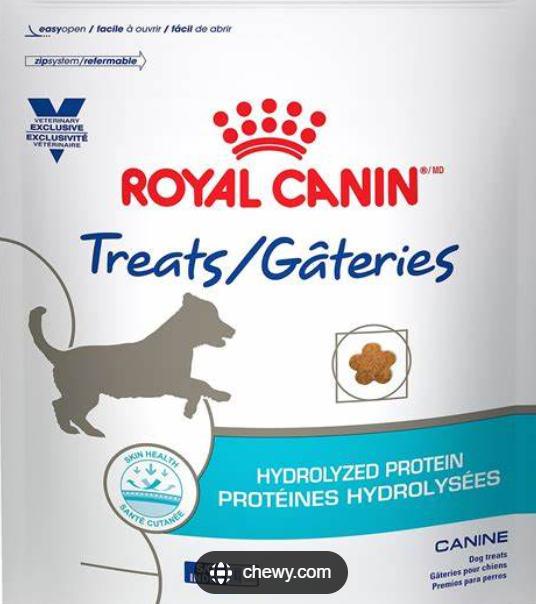 easyopen / facile à ouvrir / fácil de abrir
zipsystem/refermable
VETERINARY
EXCLUSIVE
EXCLUSIVITÉ
VÉTÉRINAIRE
ROYAL CANIN®/MD
Treats/Gâteries
SKIN HEALTH
SANTÉ CUTANÉE
HYDROLYZED PROTEIN
PROTÉINES HYDROLYSÉES
CANINE
Dog treats
Gâteries pour chiens
Premios para perros
chewy.com